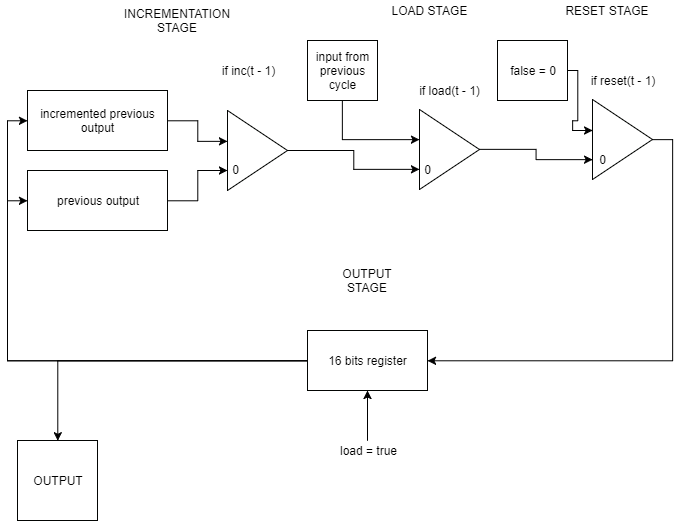 INCREMENTATION
STAGE
LOAD STAGE
RESET STAGE
if inc(t - 1)
input from
previous
cycle
if load(t - 1)
false = 0
if reset(t - 1)
incremented previous
output
0
previous output
0
0
OUTPUT
STAGE
16 bits register
load = true
OUTPUT